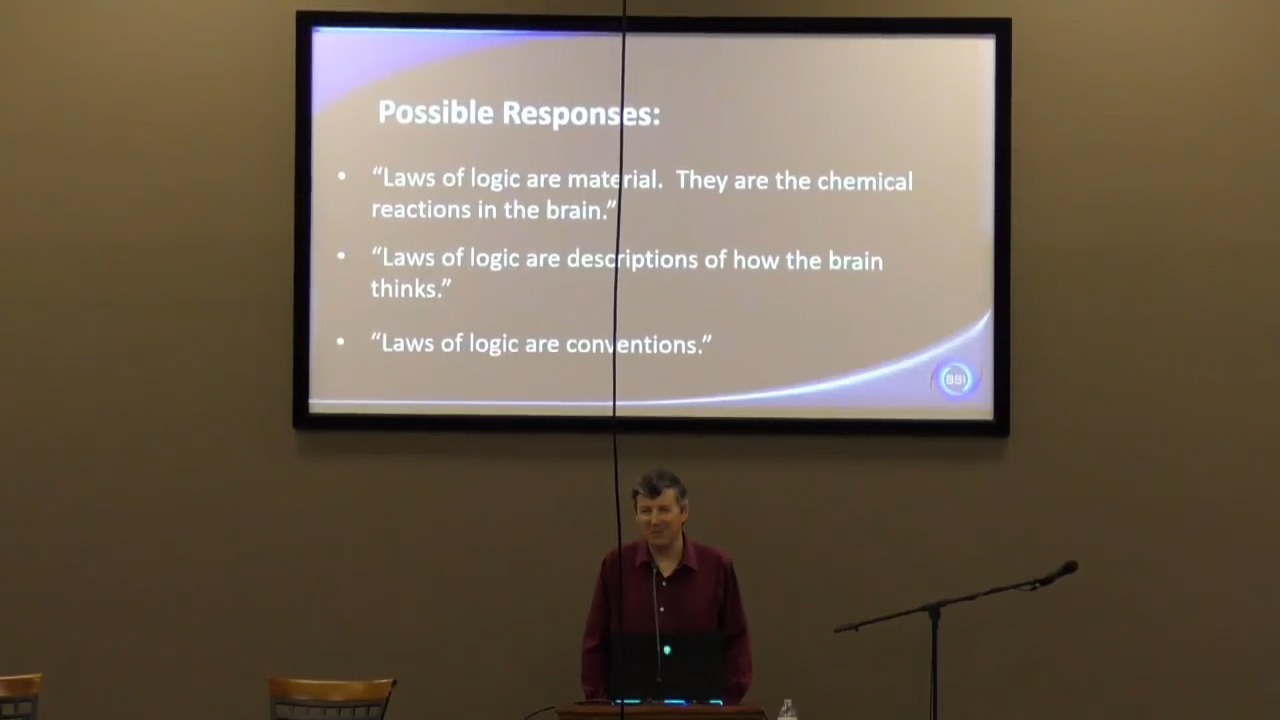 Possible Responses:
• “Laws of logic are material.  They are the chemical
reactions in the brain.”
• “Laws of logic are descriptions of how the brain
thinks.”
• “Laws of logic are conventions.”
BSI